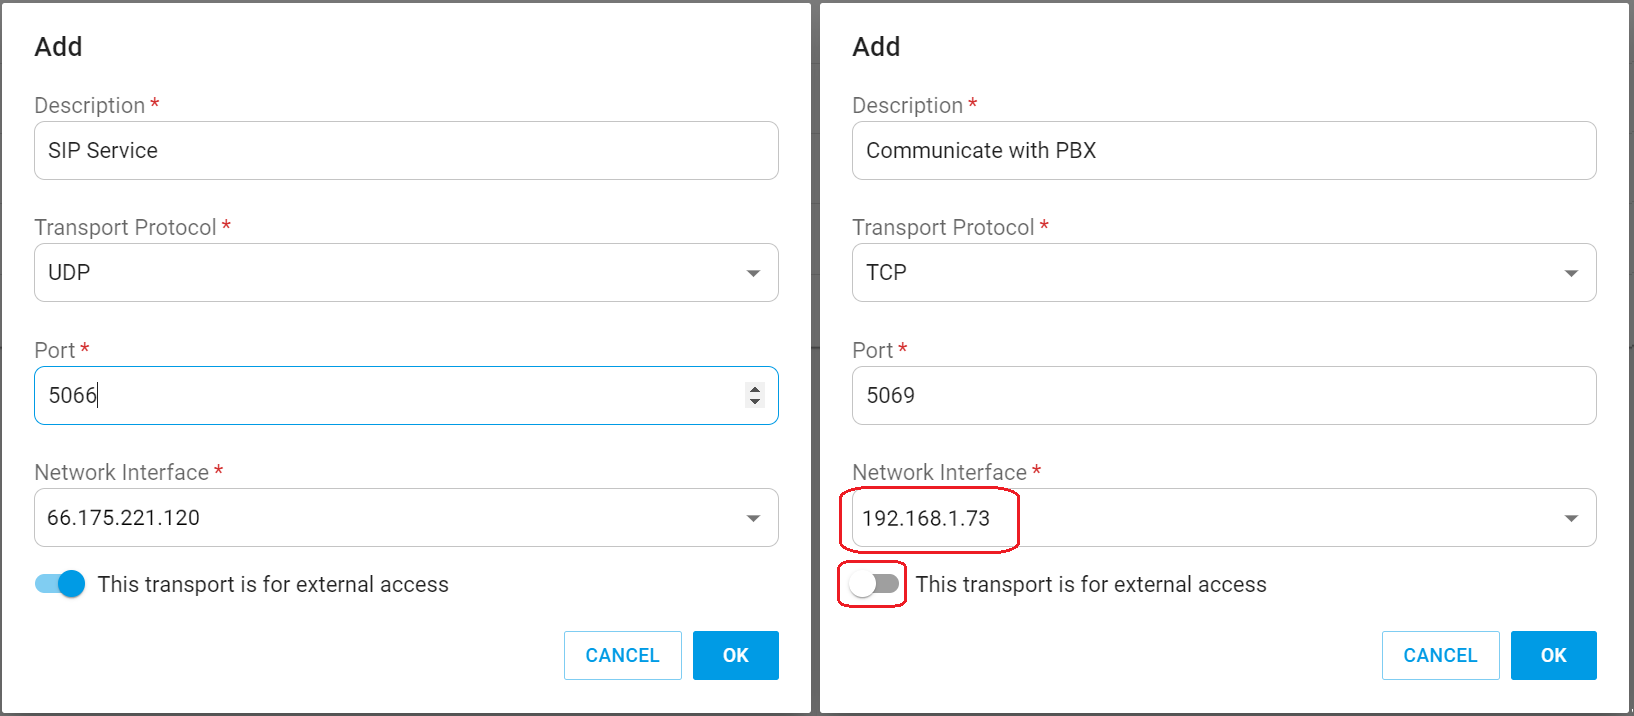 Add
Description *
SIP Service
Transport Protocol *
UDP
Port *
5066
Network Interface *
66.175.221.120
This transport is for external access
CANCEL
OK
Add
Description *
Communicate with PBX
Transport Protocol *
TCP
Port *
5069
Network Interface *
192.168.1.73
This transport is for external access
CANCEL
OK